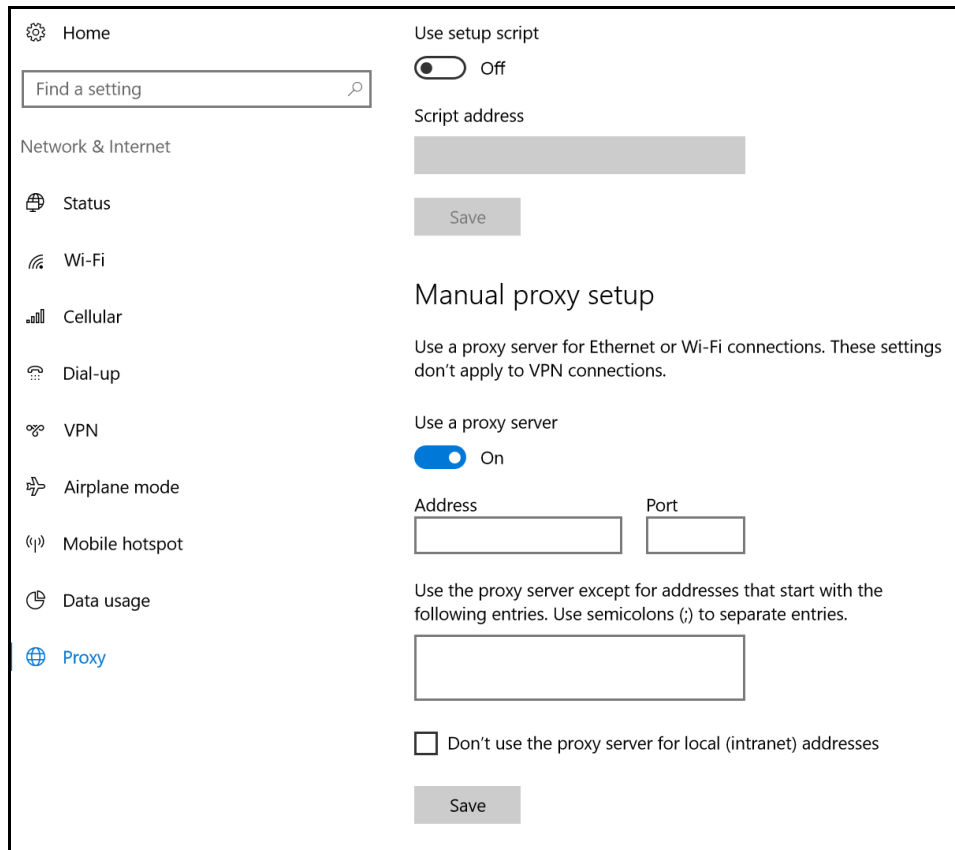 Home
Find a setting
Network & Internet
Status
Wi-Fi
Cellular
Dial-up
VPN
Airplane mode
Mobile hotspot
Data usage
Proxy
Use setup script
Off
Script address
Save
Manual proxy setup
Use a proxy server for Ethernet or Wi-Fi connections. These settings
don’t apply to VPN connections.
Use a proxy server
On
Address Port
Use the proxy server except for addresses that start with the
following entries. Use semicolons (;) to separate entries.
Don’t use the proxy server for local (intranet) addresses
Save